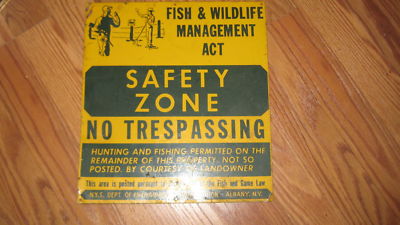 FISH & WILDLIFE
MANAGEMENT
ACT
SAFETY
ZONE
NO TRESPASSING
HUNTING AND FISHING PERMITTED ON THE
REMAINDER OF THIS PROPERTY. NOT SO
POSTED. BY COURTESY OF LANDOWNER
This area is posted pursuant to of the Fish and Game Law
N.Y.S. DEPT. OF ALBANY, N.Y.